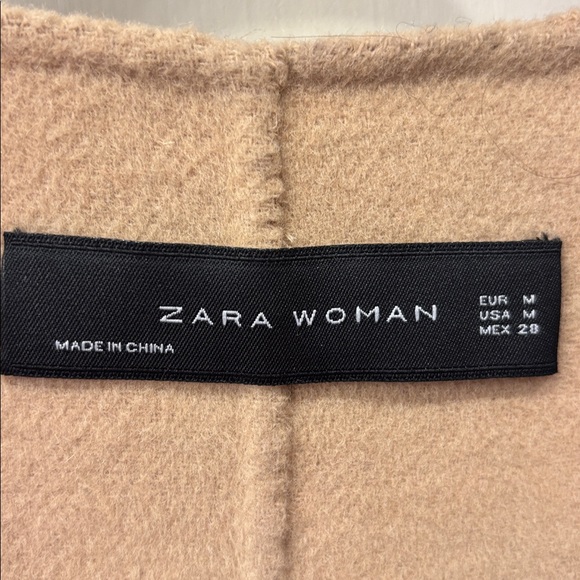 ZARA WOMAN
EUR M
USA M
MEX 28
MADE IN CHINA